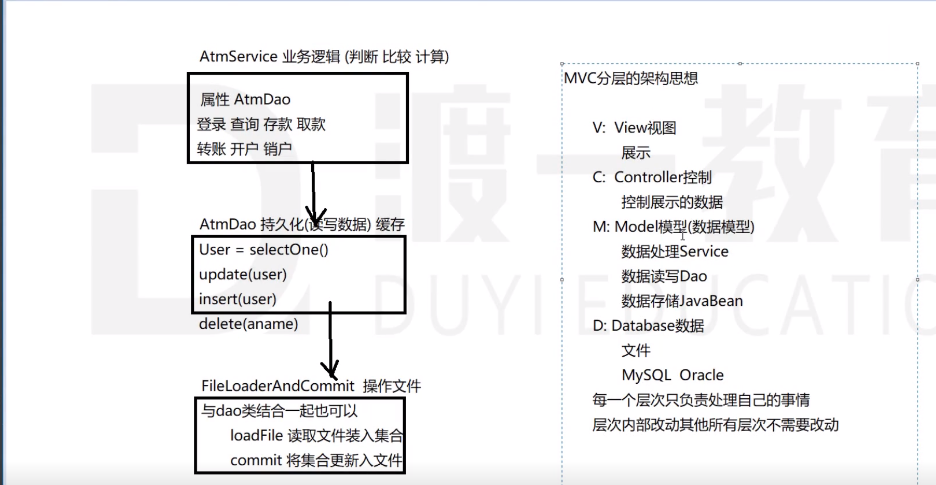 AtmService 业务逻辑 (判断 比较 计算)
属性 AtmDao
登录 查询 存款 取款
转账 开户 销户
AtmDao 持久化(读写数据) 缓存
User = selectOne()
update(user)
insert(user)
delete(aname)
FileLoaderAndCommit 操作文件
与dao类结合一起也可以
loadFile 读取文件装入集合
commit 将集合更新入文件
MVC分层的架构思想
V: View视图
展示
C: Controller控制
控制展示的数据
M: Model模型(数据模型)
数据处理Service
数据读写Dao
数据存储JavaBean
D: Database数据
文件
MySQL Oracle
每一个层次只负责处理自己的事情
层次内部改动其他所有层次不需要改动
渡一教育
DUYI EDUCATION